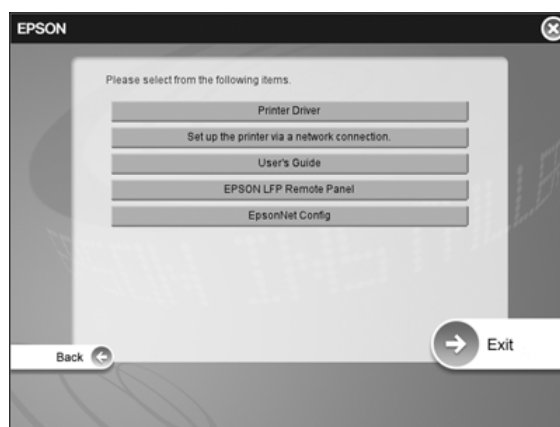 EPSON
Please select from the following items.
Printer Driver
Set up the printer via a network connection.
User's Guide
EPSON LFP Remote Panel
EpsonNet Config
Back
Exit